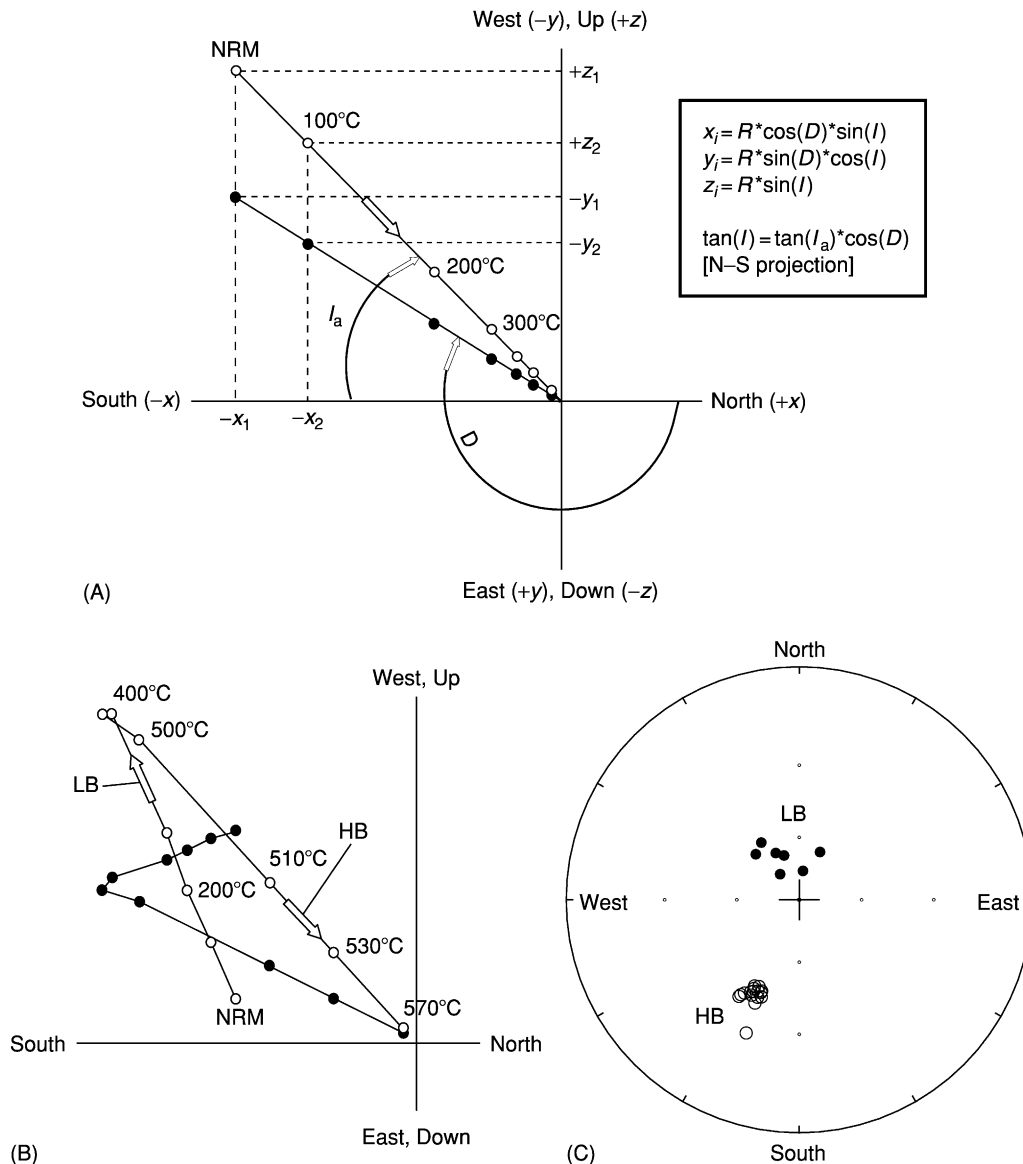 West (−y), Up (+z)
NRM
+z₁
100°C
+z₂
−y₁
−y₂
200°C
Iₐ
300°C
South (−x)
−x₁
−x₂
North (+x)
D
East (+y), Down (−z)
(A)
xᵢ = R*cos(D)*sin(I)
yᵢ = R*sin(D)*cos(I)
zᵢ = R*sin(I)
tan(I) = tan(Iₐ)*cos(D)
[N–S projection]
West, Up
400°C
500°C
LB
HB
510°C
200°C
530°C
NRM
570°C
South
North
East, Down
(B)
North
LB
West
East
HB
South
(C)